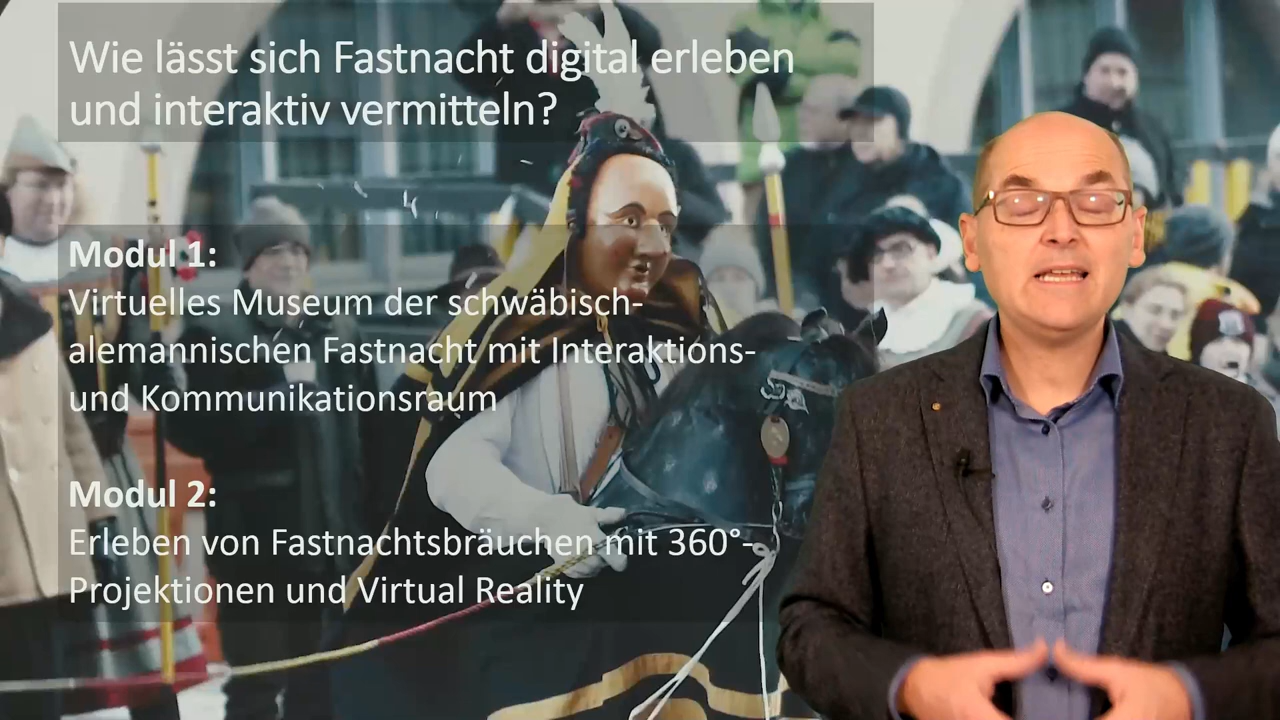 Wie lässt sich Fastnacht digital erleben
und interaktiv vermitteln?
Modul 1:
Virtuelles Museum der schwäbisch-
alemannischen Fastnacht mit Interaktions-
und Kommunikationsraum
Modul 2:
Erleben von Fastnachtsbräuchen mit 360°-
Projektionen und Virtual Reality